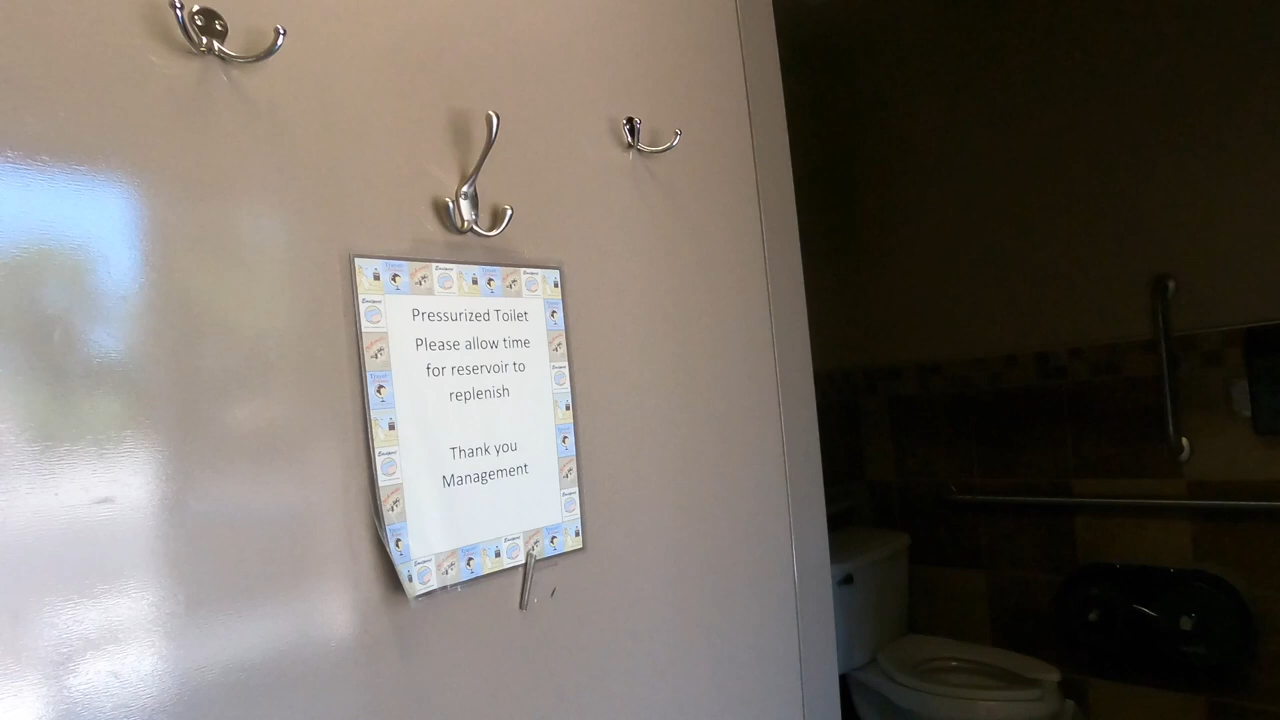 Pressurized Toilet
Please allow time
for reservoir to
replenish
Thank you
Management